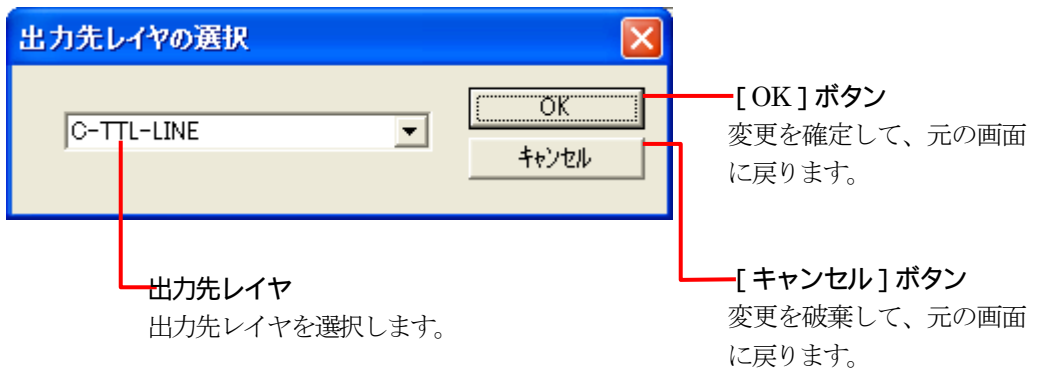 出力先レイヤの選択
C-TTL-LINE
OK
キャンセル
[ OK ] ボタン
変更を確定して、元の画面
に戻ります。
出力先レイヤ
出力先レイヤを選択します。
[ キャンセル ] ボタン
変更を破棄して、元の画面
に戻ります。